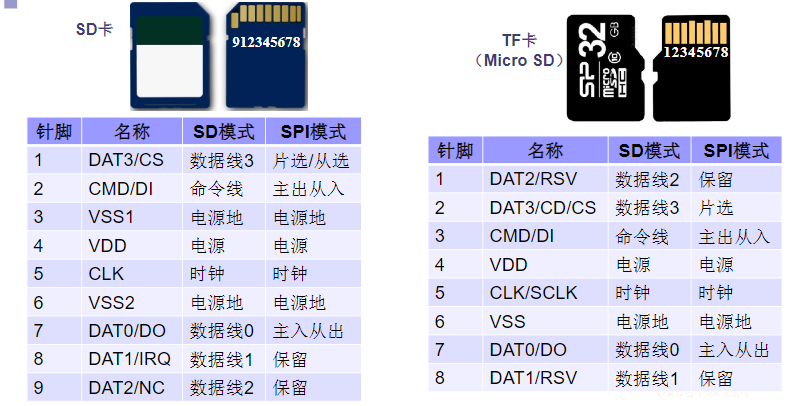 SD卡
912345678
针脚 名称 SD模式 SPI模式
1 DAT3/CS 数据线3 片选/从选
2 CMD/DI 命令线 主出从入
3 VSS1 电源地 电源地
4 VDD 电源 电源
5 CLK 时钟 时钟
6 VSS2 电源地 电源地
7 DAT0/DO 数据线0 主入从出
8 DAT1/IRQ 数据线1 保留
9 DAT2/NC 数据线2 保留
TF卡
（Micro SD）
SP 32 GB
micro SD HC
12345678
针脚 名称 SD模式 SPI模式
1 DAT2/RSV 数据线2 保留
2 DAT3/CD/CS 数据线3 片选
3 CMD/DI 命令线 主出从入
4 VDD 电源 电源
5 CLK/SCLK 时钟 时钟
6 VSS 电源地 电源地
7 DAT0/DO 数据线0 主入从出
8 DAT1/RSV 数据线1 保留